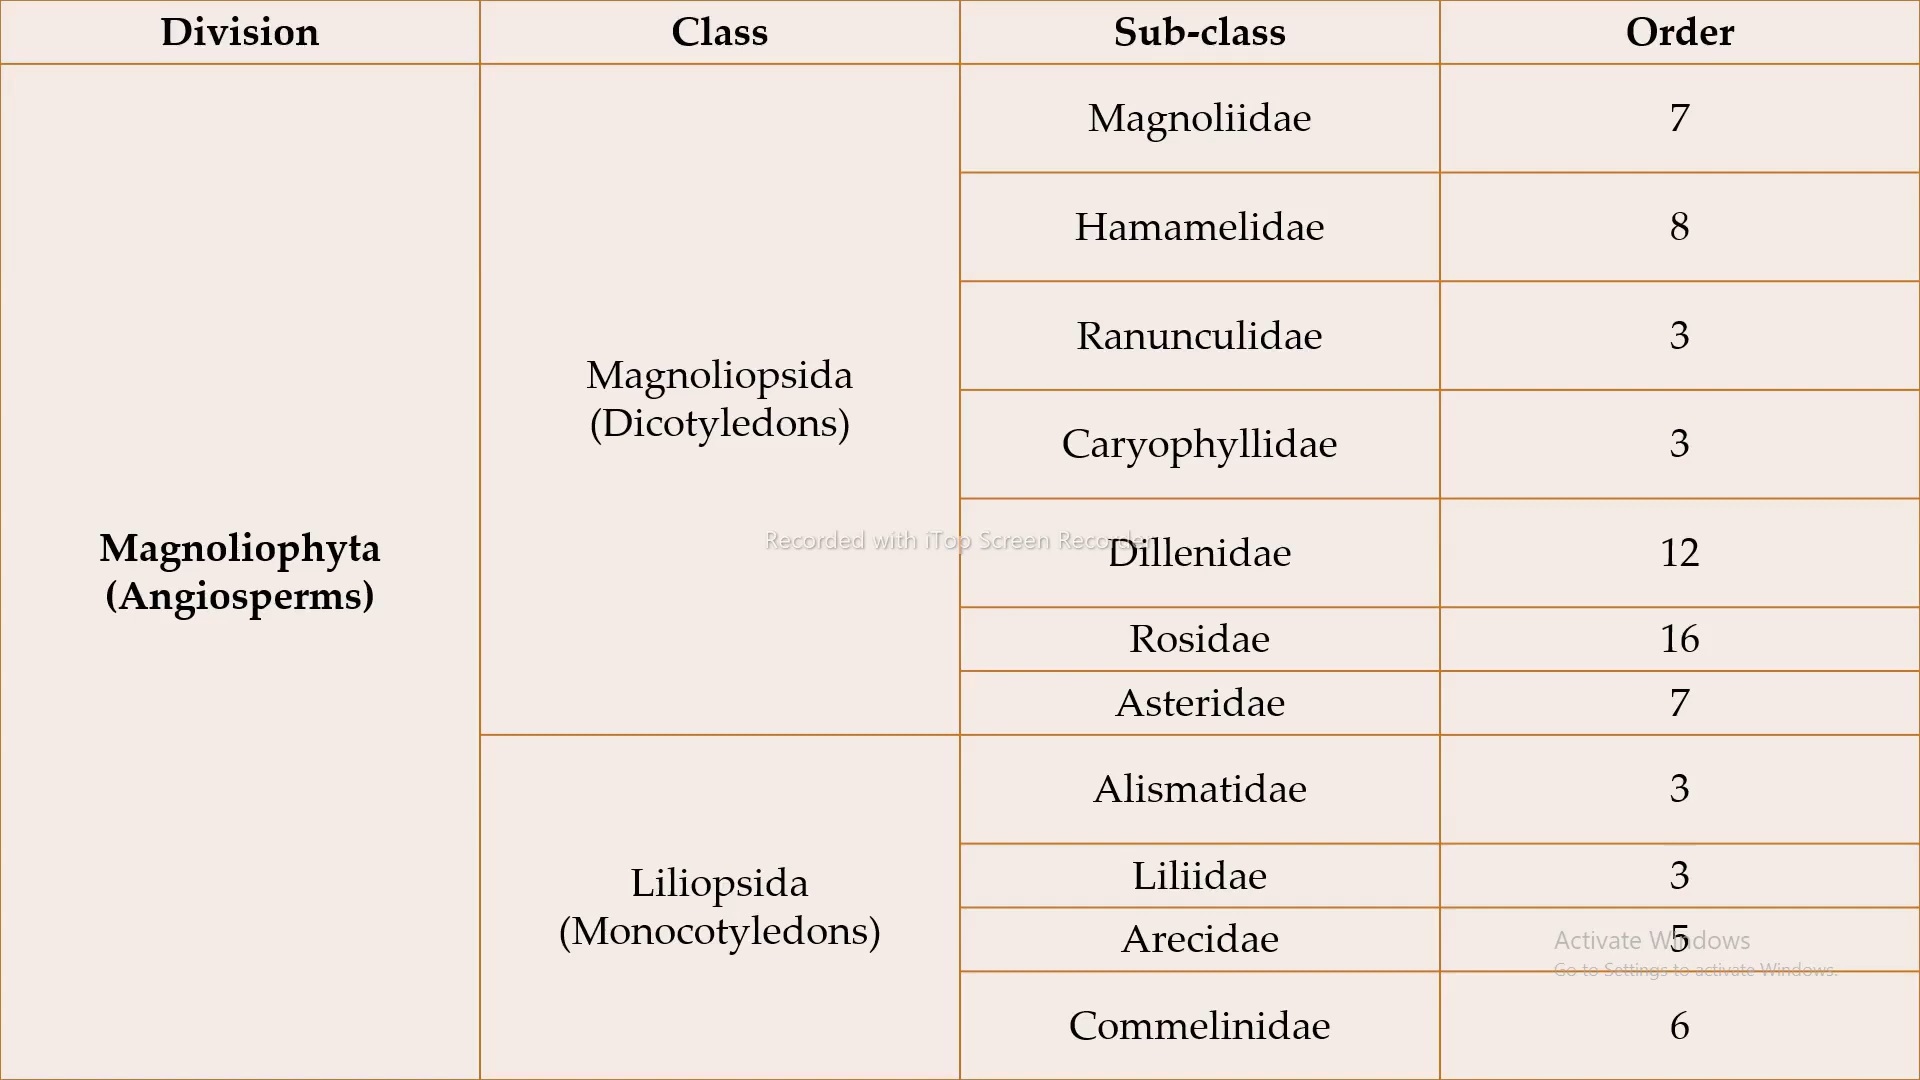 Division Class Sub-class Order
Magnoliidae 7
Hamamelidae 8
Ranunculidae 3
Magnoliopsida
(Dicotyledons)
Caryophyllidae 3
Magnoliophyta
(Angiosperms)
Recorded with iTop Screen Recorder
Dillenidae 12
Rosidae 16
Asteridae 7
Alismatidae 3
Liliopsida
(Monocotyledons)
Liliidae 3
Arecidae 5
Activate Windows
Go to Settings to activate Windows.
Commelinidae 6